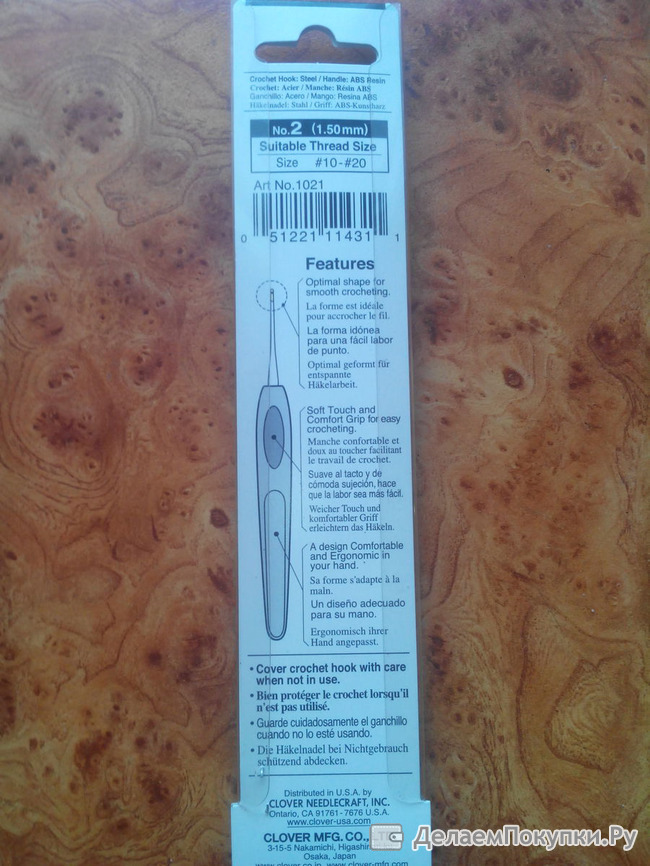 Crochet Hook: Steel / Handle: ABS Resin
Crochet: Acier / Manche: Résin ABS
Ganchillo: Acero / Mango: Resina ABS
Häkelnadel: Stahl / Griff: ABS-Kunstharz
No.2 (1.50mm)
Suitable Thread Size
Size #10-#20
Art No.1021
0 51221 11431 1
Features
Optimal shape for
smooth crocheting.
La forme est idéale
pour accrocher le fil.
La forma idónea
para una fácil labor
de punto.
Optimal geformt für
entspannte
Häkelarbeit.
Soft Touch and
Comfort Grip for easy
crocheting.
Manche confortable et
doux au toucher facilitant
le travail de crochet.
Suave al tacto y de
cómoda sujeción, hace
que la labor sea más fácil.
Weicher Touch und
komfortabler Griff
erleichtern das Häkeln.
A design Comfortable
and Ergonomic in
your hand.
Sa forme s'adapte à la
main.
Un diseño adecuado
para su mano.
Ergonomisch ihrer
Hand angepasst.
• Cover crochet hook with care
when not in use.
• Bien protéger le crochet lorsqu'il
n'est pas utilisé.
• Guarde cuidadosamente el ganchillo
cuando no lo esté usando.
• Die Häkelnadel bei Nichtgebrauch
schützend abdecken.
Distributed in U.S.A. by
CLOVER NEEDLECRAFT, INC.
Ontario, CA 91761-7676 U.S.A.
www.clover-usa.com
CLOVER MFG. CO.,
3-15-5 Nakamichi,
Osaka, Japan
www.clover.co.jp www.clover-mfg.com
ДелаемПокупки.Ру